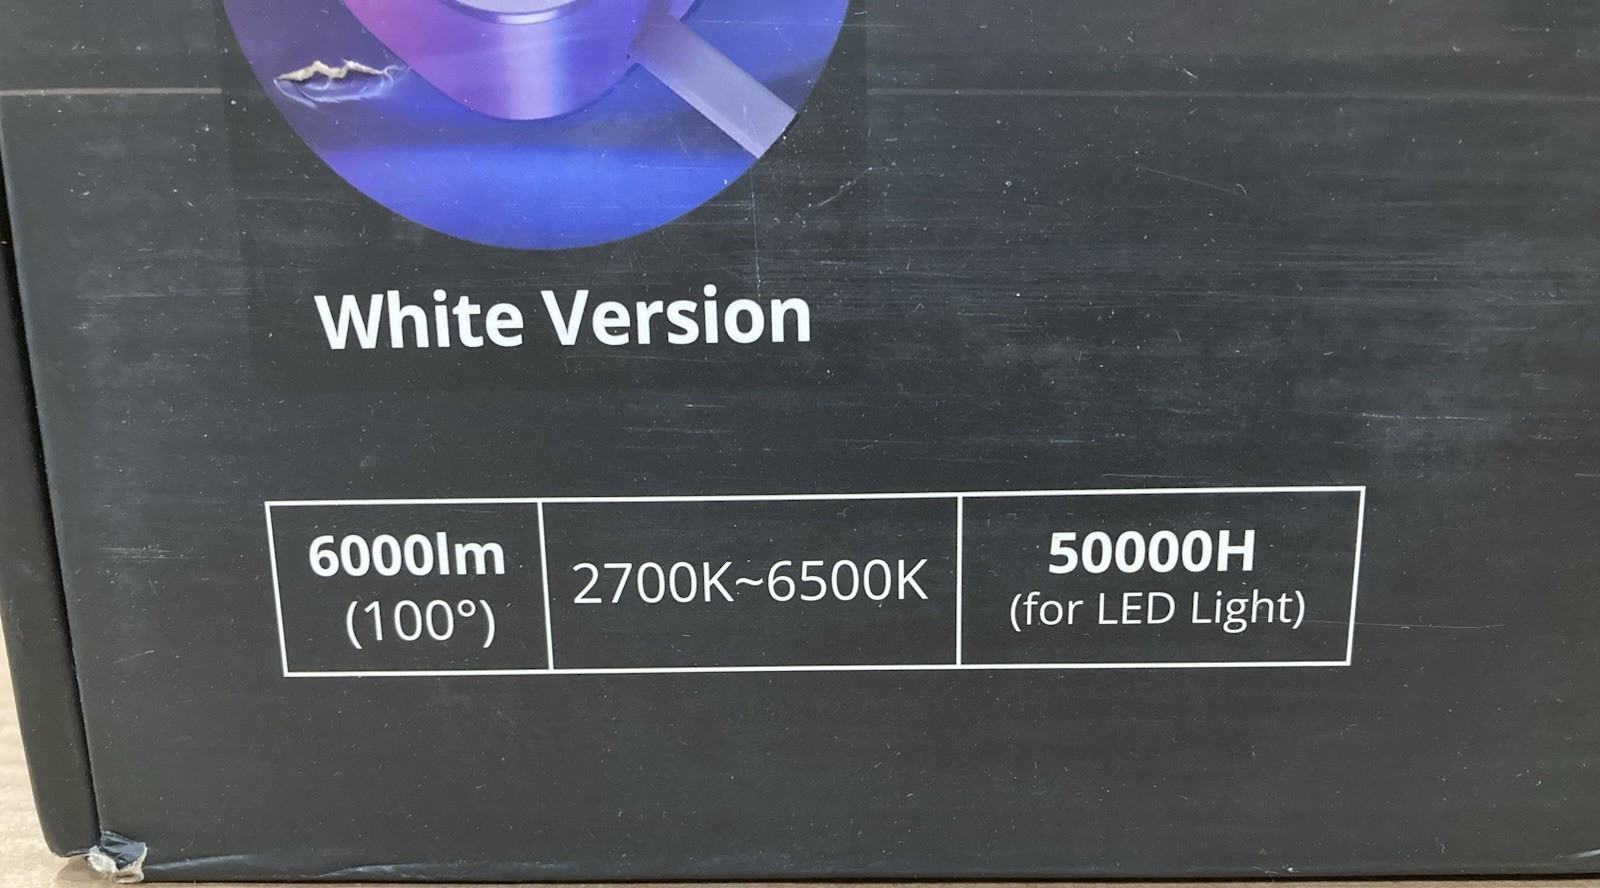 White Version
6000lm
(100°)
2700K~6500K
50000H
(for LED Light)